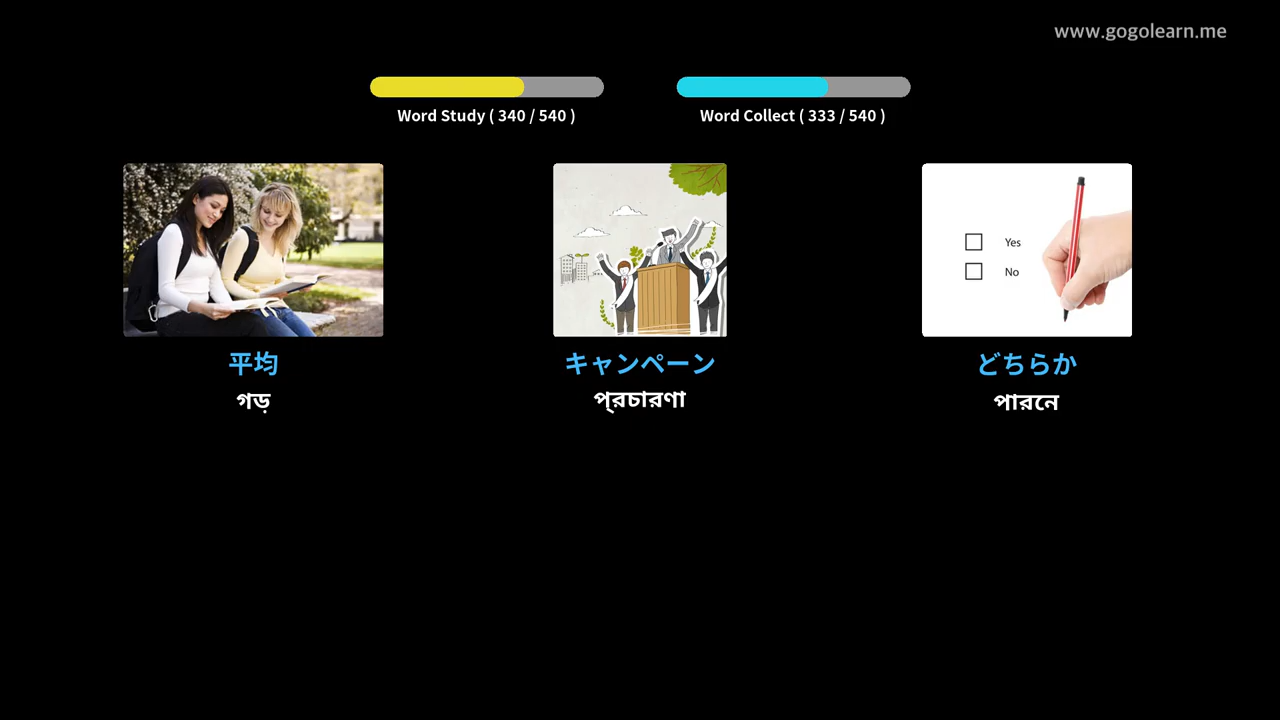 www.gogolearn.me
Word Study ( 340 / 540 )
Word Collect ( 333 / 540 )
Yes
No
平均
キャンペーン
どちらか
গড়
প্রচারণা
পারনে